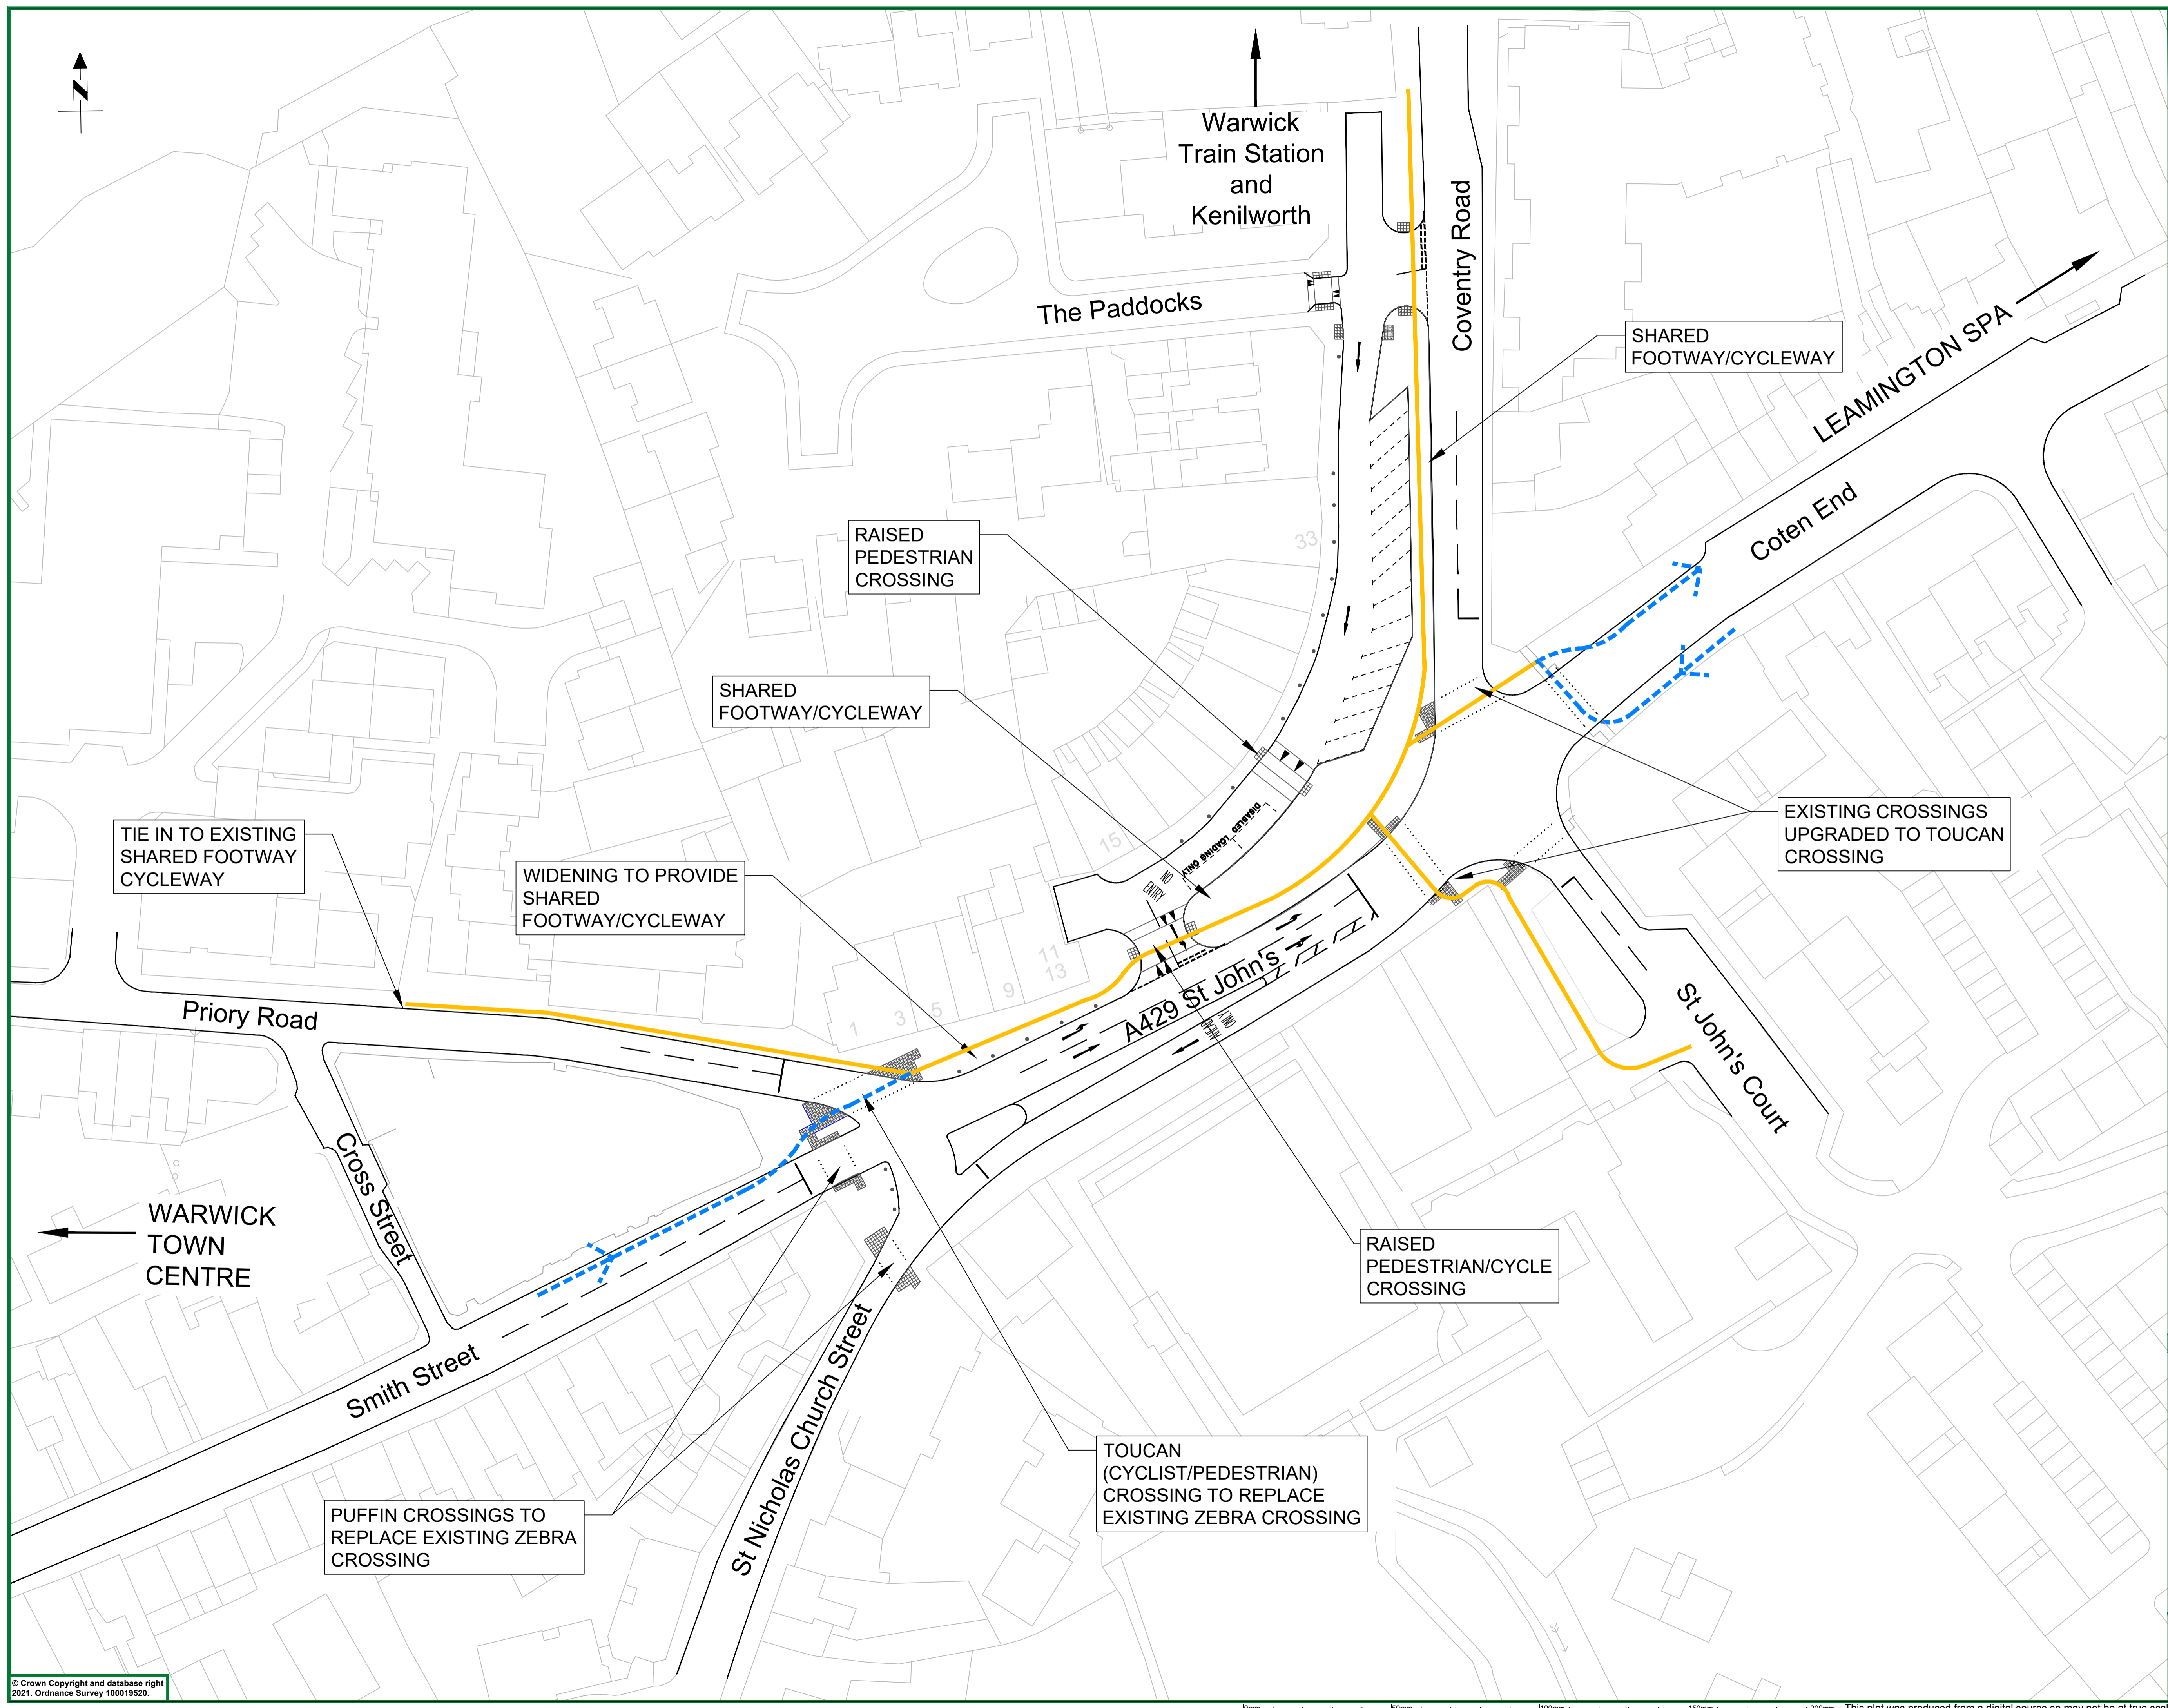 N
Warwick
Train Station
and
Kenilworth
Coventry Road
The Paddocks
SHARED
FOOTWAY/CYCLEWAY
LEAMINGTON SPA
Coten End
RAISED
PEDESTRIAN
CROSSING
33
SHARED
FOOTWAY/CYCLEWAY
EXISTING CROSSINGS
UPGRADED TO TOUCAN
CROSSING
TIE IN TO EXISTING
SHARED FOOTWAY
CYCLEWAY
WIDENING TO PROVIDE
SHARED
FOOTWAY/CYCLEWAY
15
DISABLED
LOADING ONLY
NO
ENTRY
11
13
9
5
3
1
A429 St John's
AHEAD
ONLY
Priory Road
St John's Court
Cross Street
WARWICK
TOWN
CENTRE
RAISED
PEDESTRIAN/CYCLE
CROSSING
Smith Street
St Nicholas Church Street
TOUCAN
(CYCLIST/PEDESTRIAN)
CROSSING TO REPLACE
EXISTING ZEBRA CROSSING
PUFFIN CROSSINGS TO
REPLACE EXISTING ZEBRA
CROSSING
© Crown Copyright and database right
2021. Ordnance Survey 100019520.